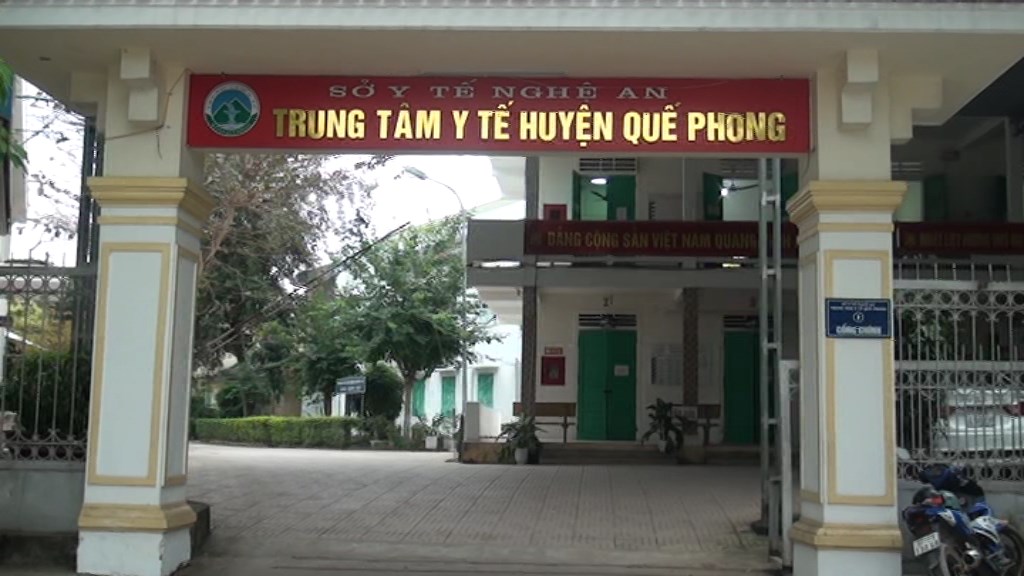 SỞ Y TẾ NGHỆ AN
TRUNG TÂM Y TẾ HUYỆN QUẾ PHONG
ĐẢNG CỘNG SẢN VIỆT NAM QUANG
CỔNG CHÍNH